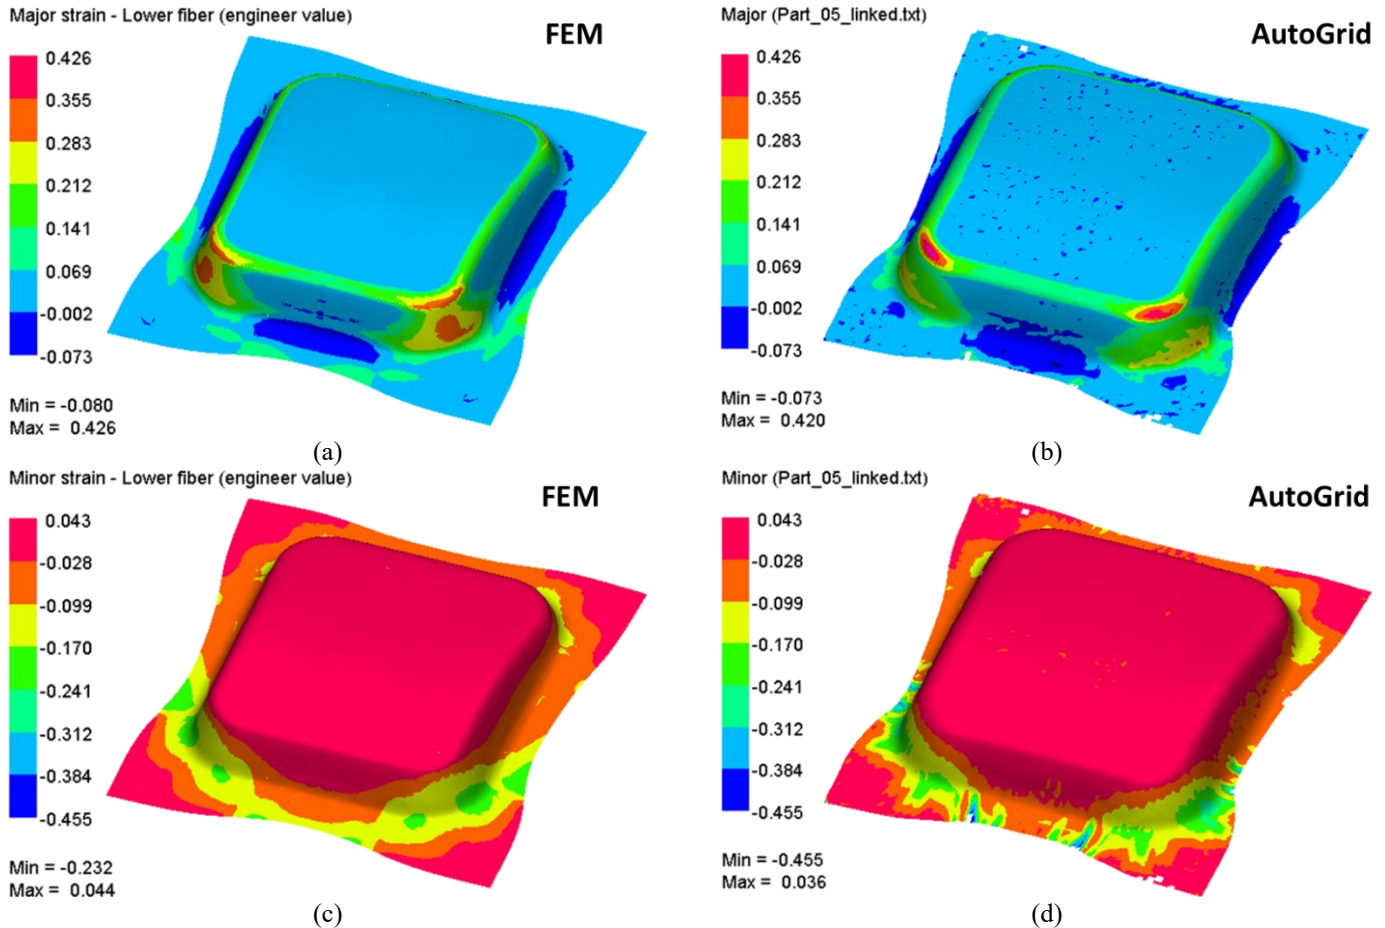 Major strain - Lower fiber (engineer value)
FEM
0.426
0.355
0.283
0.212
0.141
0.069
-0.002
-0.073
Min = -0.080
Max = 0.426
(a)
Major (Part_05_linked.txt)
AutoGrid
0.426
0.355
0.283
0.212
0.141
0.069
-0.002
-0.073
Min = -0.073
Max = 0.420
(b)
Minor strain - Lower fiber (engineer value)
FEM
0.043
-0.028
-0.099
-0.170
-0.241
-0.312
-0.384
-0.455
Min = -0.232
Max = 0.044
(c)
Minor (Part_05_linked.txt)
AutoGrid
0.043
-0.028
-0.099
-0.170
-0.241
-0.312
-0.384
-0.455
Min = -0.455
Max = 0.036
(d)